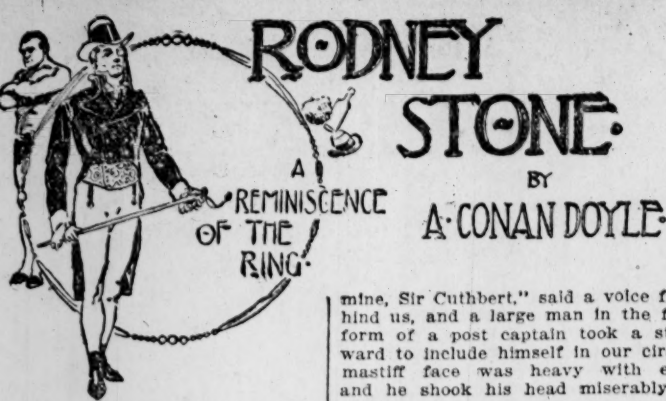 RODNEY
STONE.
A
REMINISCENCE
OF THE
RING.
BY
A. CONAN DOYLE.
mine, Sir Cuthbert," said a voice f
hind us, and a large man in the f
form of a post captain took a st
ward to include himself in our cir
mastiff face was heavy with e
and he shook his head miserably